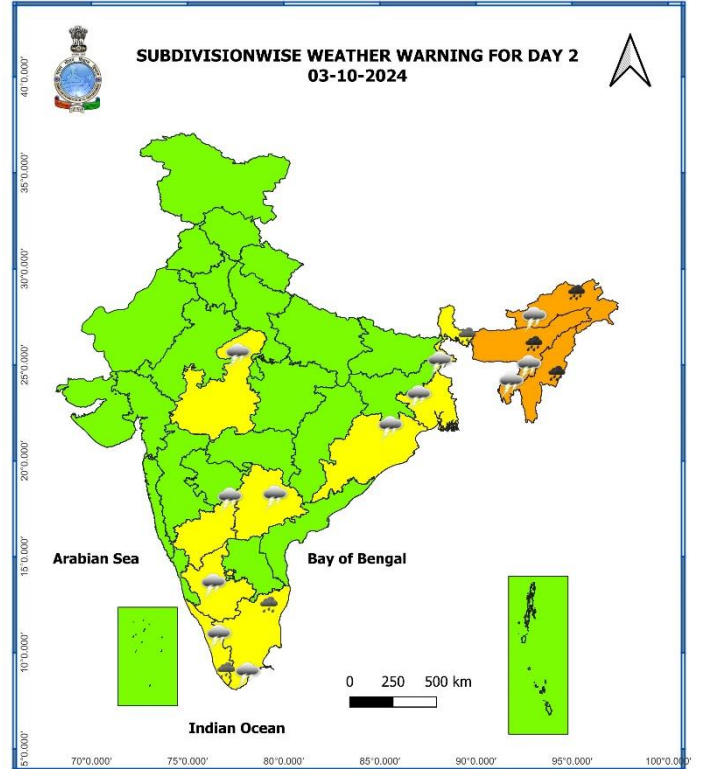 SUBDIVISIONWISE WEATHER WARNING FOR DAY 2
03-10-2024
40°0.000'
35°0.000'
30°0.000'
25°0.000'
20°0.000'
15°0.000'
10°0.000'
5°0.000'
Arabian Sea
Bay of Bengal
0 250 500 km
Indian Ocean
70°0.000' 75°0.000' 80°0.000' 85°0.000' 90°0.000' 95°0.000' 100°0.000'